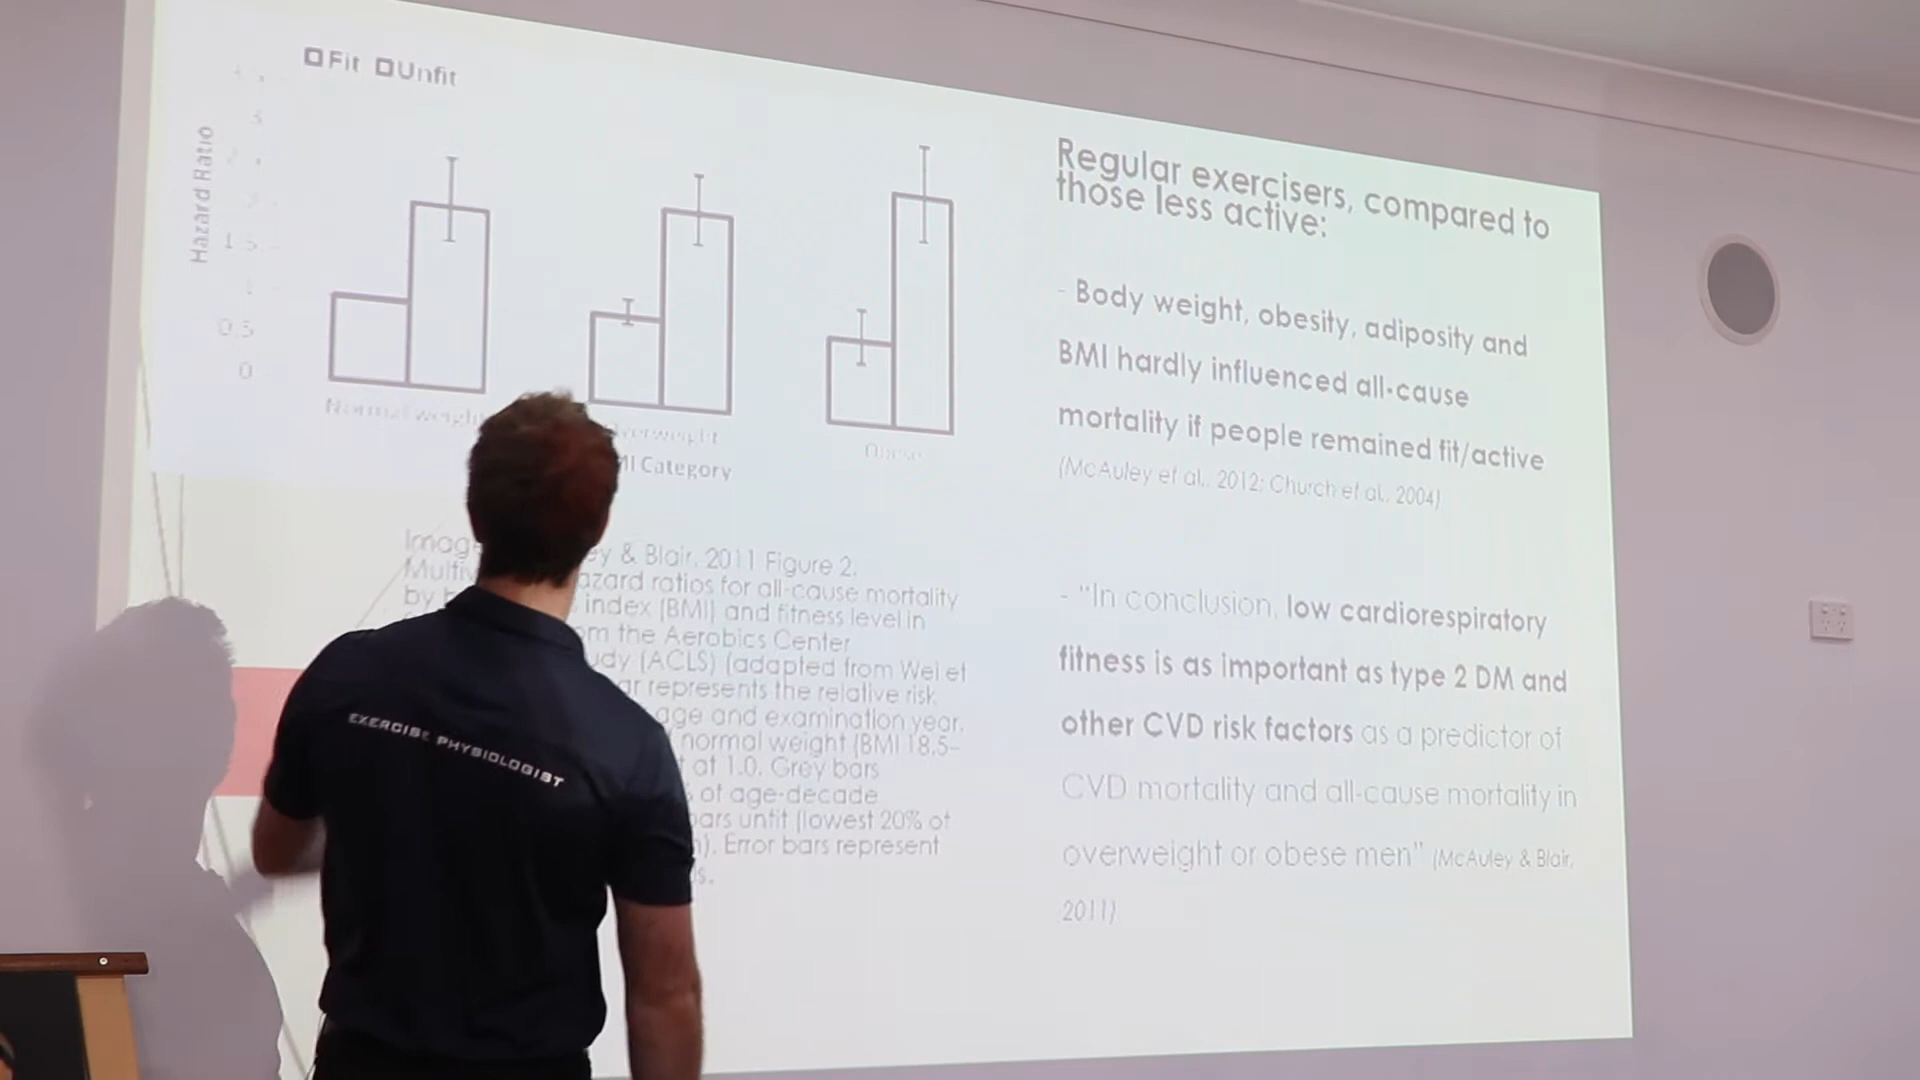 Fit Unfit
Hazard Ratio
1.5
1
0.5
0
Normal weight
Overweight
Obese
MI Category
Regular exercisers, compared to
those less active:
- Body weight, obesity, adiposity and
BMI hardly influenced all-cause
mortality if people remained fit/active
(McAuley et al., 2012; Church et al., 2004)
- "In conclusion, low cardiorespiratory
fitness is as important as type 2 DM and
other CVD risk factors as a predictor of
CVD mortality and all-cause mortality in
overweight or obese men" (McAuley & Blair,
2011)
Imag ey & Blair, 2011 Figure 2.
Multiv azard ratios for all-cause mortality
by b index (BMI) and fitness level in
om the Aerobics Center
udy (ACLS) (adapted from Wei et
ar represents the relative risk
age and examination year.
normal weight (BMI 18.5–
t at 1.0. Grey bars
of age-decade
bars unfit (lowest 20% of
n). Error bars represent
ls.
EXERCISE PHYSIOLOGIST